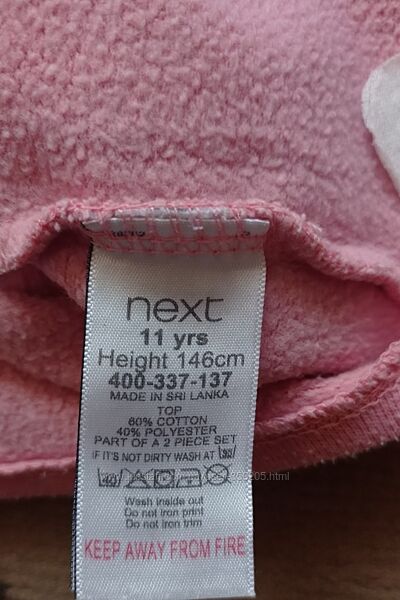 next
11 yrs
Height 146cm
400-337-137
MADE IN SRI LANKA
TOP
60% COTTON
40% POLYESTER
PART OF A 2 PIECE SET
IF IT'S NOT DIRTY WASH AT 30
40
Wash inside out
Do not iron print
Do not iron trim
KEEP AWAY FROM FIRE